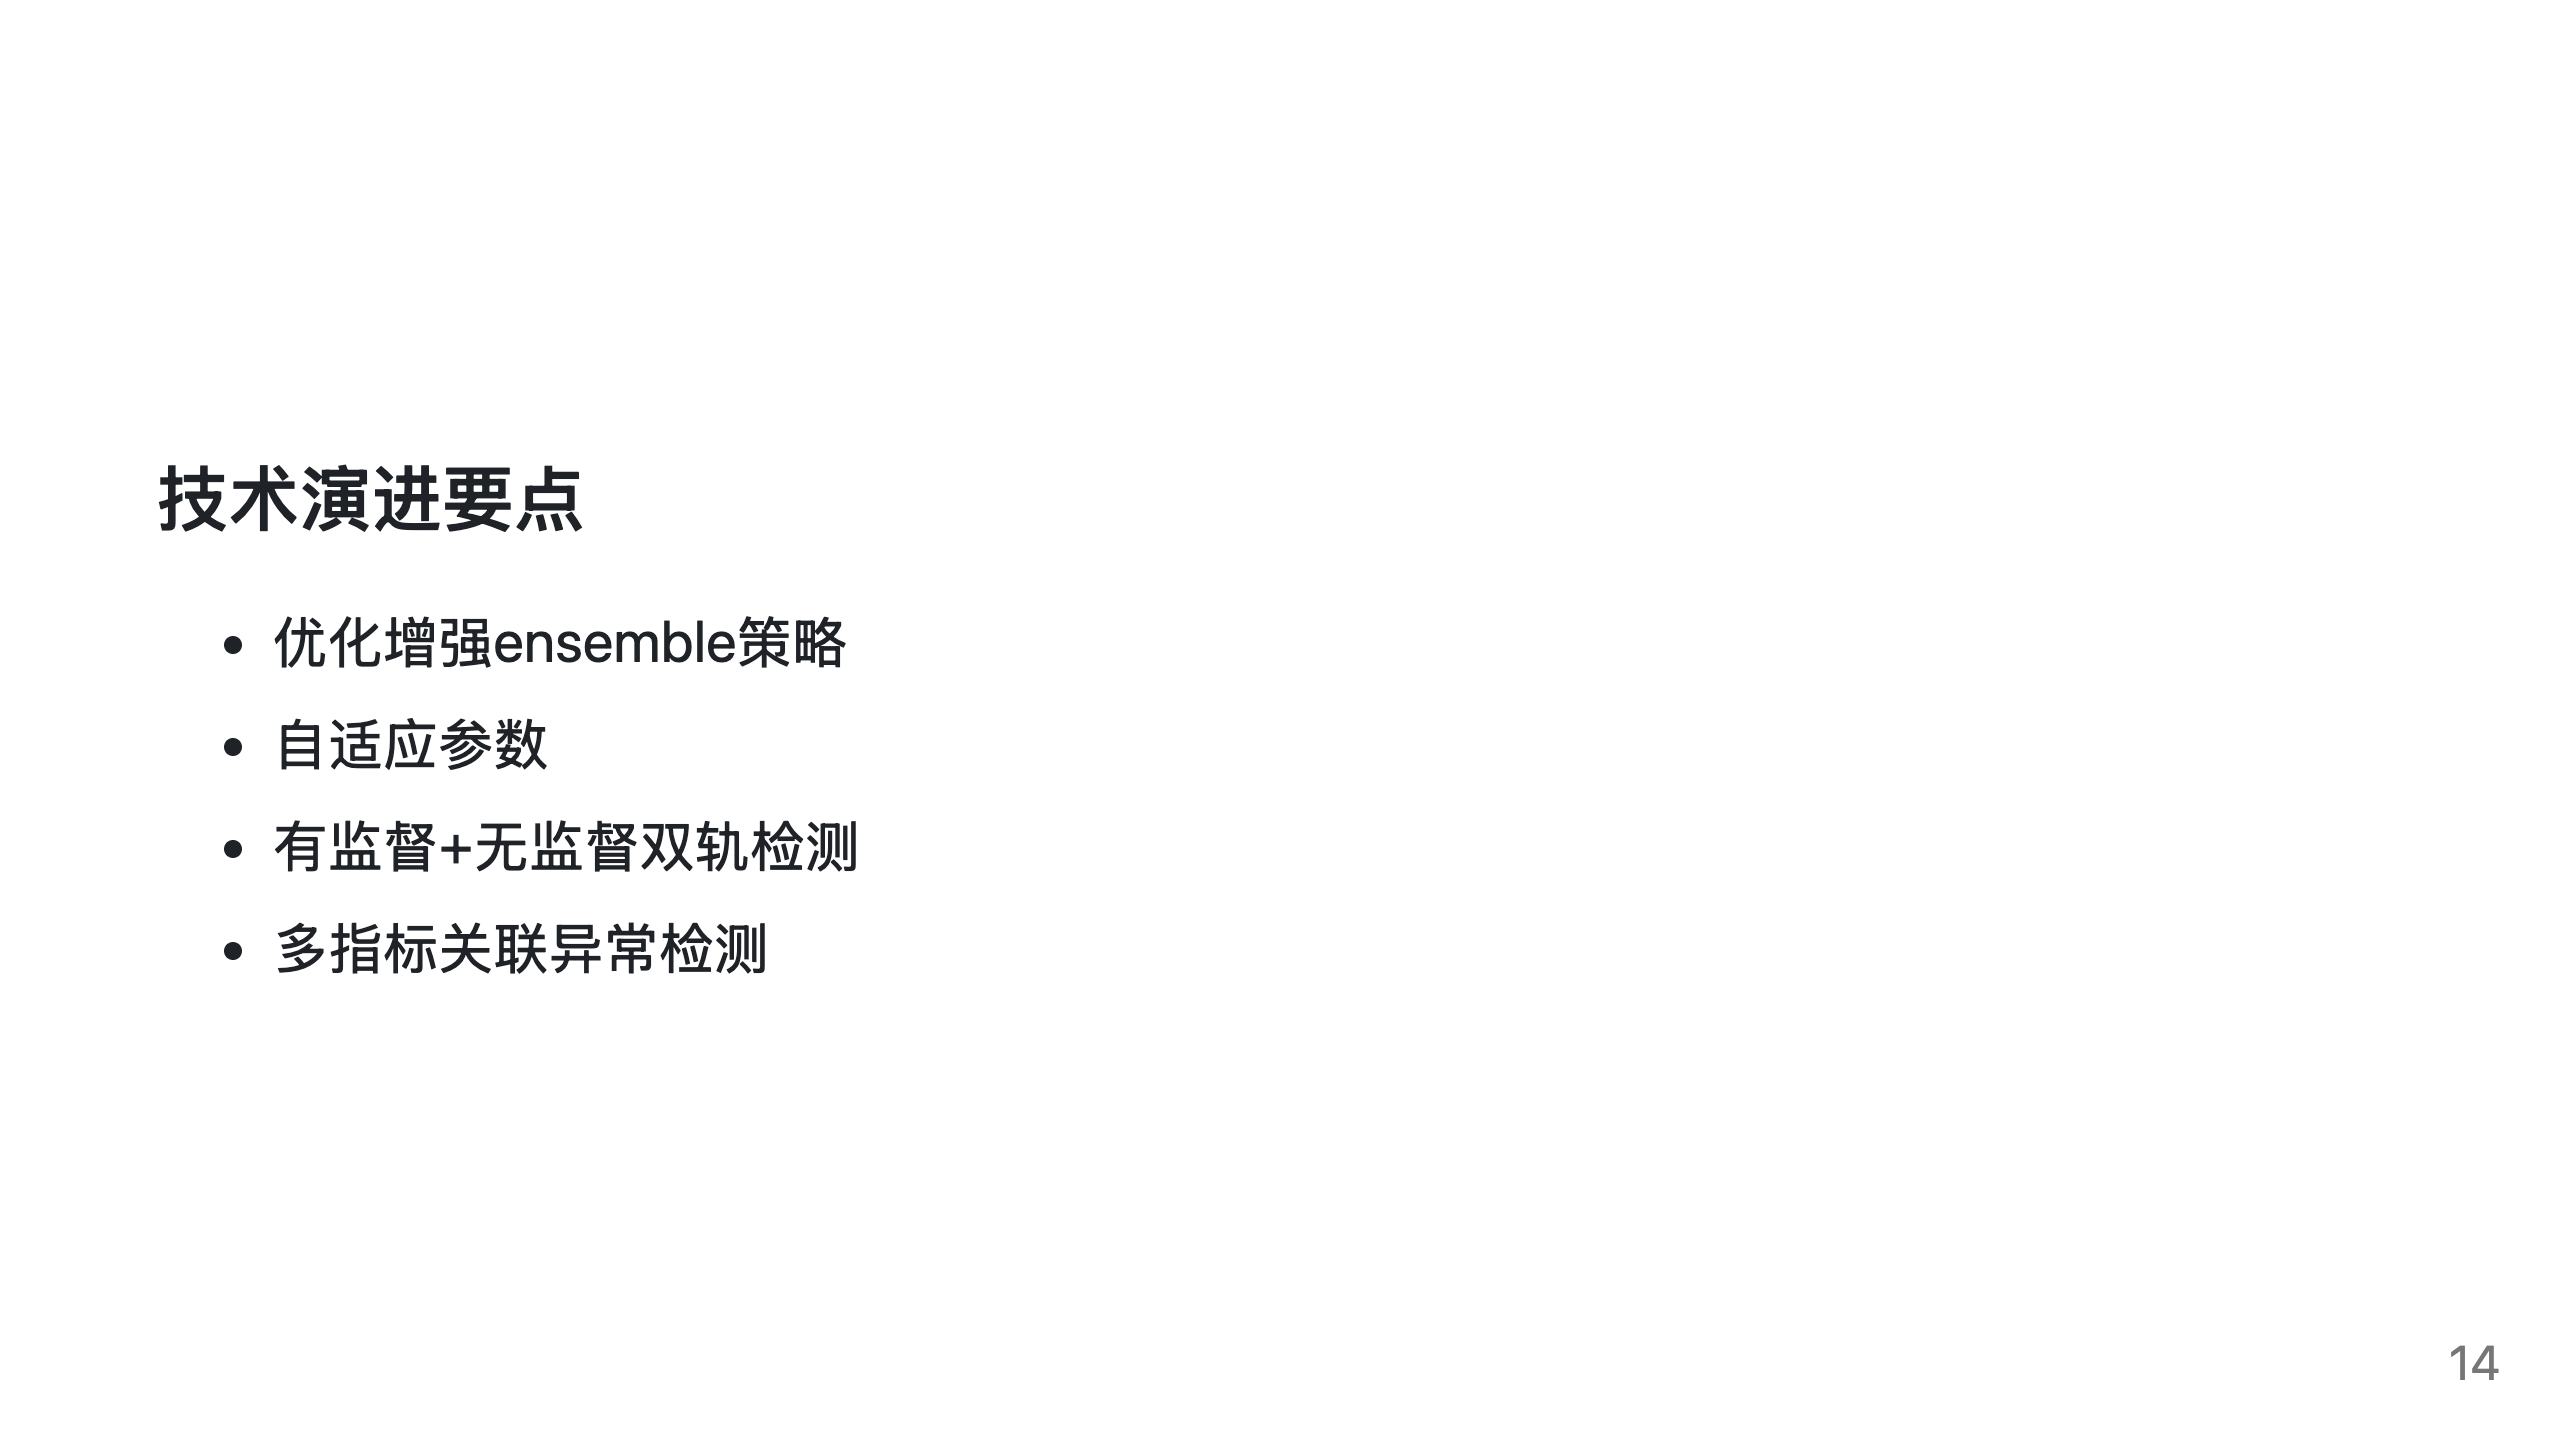 技术演进要点
优化增强ensemble策略
自适应参数
有监督+无监督双轨检测
多指标关联异常检测
14